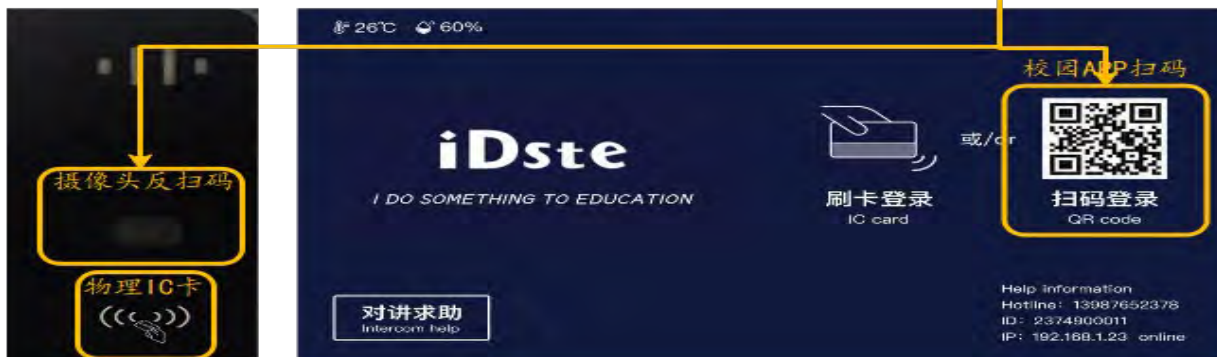 26℃ 60%
校园APP扫码
摄像头反扫码
物理IC卡
iDste
I DO SOMETHING TO EDUCATION
或/or
刷卡登录
IC card
扫码登录
QR code
对讲求助
Intercom help
Help information
Hotline: 13987652378
ID: 2374900011
IP: 192.168.1.23 online